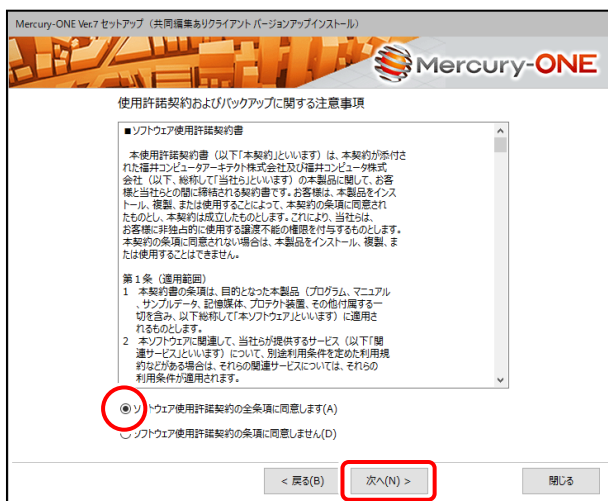 Mercury-ONE Ver.7 セットアップ（共同編集ありクライアント バージョンアップインストール）
Mercury-ONE
使用許諾契約およびバックアップに関する注意事項
■ソフトウェア使用許諾契約書
本使用許諾契約書（以下「本契約」といいます）は、本契約が添付さ
れた福井コンピュータアーキテクト株式会社及び福井コンピュータ株式
会社（以下、総称して「当社ら」といいます）の本製品に関して、お客
様と当社らとの間に締結される契約書です。お客様は、本製品をインス
トール、複製、または使用することによって、本契約の条項に同意され
たものとし、本契約は成立したものとします。これにより、当社らは、
お客様に非独占的に使用する譲渡不能の権限を付与するものとします。
本契約の条項に同意されない場合は、本製品をインストール、複製、ま
たは使用することはできません。
第１条（適用範囲）
1 本契約書の条項は、目的となった本製品（プログラム、マニュアル
、サンプルデータ、記憶媒体、プロテクト装置、その他付属する一
切を含み、以下総称して「本ソフトウェア」といいます）に適用さ
れるものとします。
2 本ソフトウェアに関連して、当社らが提供するサービス（以下「関
連サービス」といいます）について、別途利用条件を定めた利用規
約などがある場合は、それらの関連サービスについては、それらの
利用条件が適用されます。
ソフトウェア使用許諾契約の全条項に同意します(A)
ソフトウェア使用許諾契約の条項に同意しません(D)
< 戻る(B)
次へ(N) >
閉じる